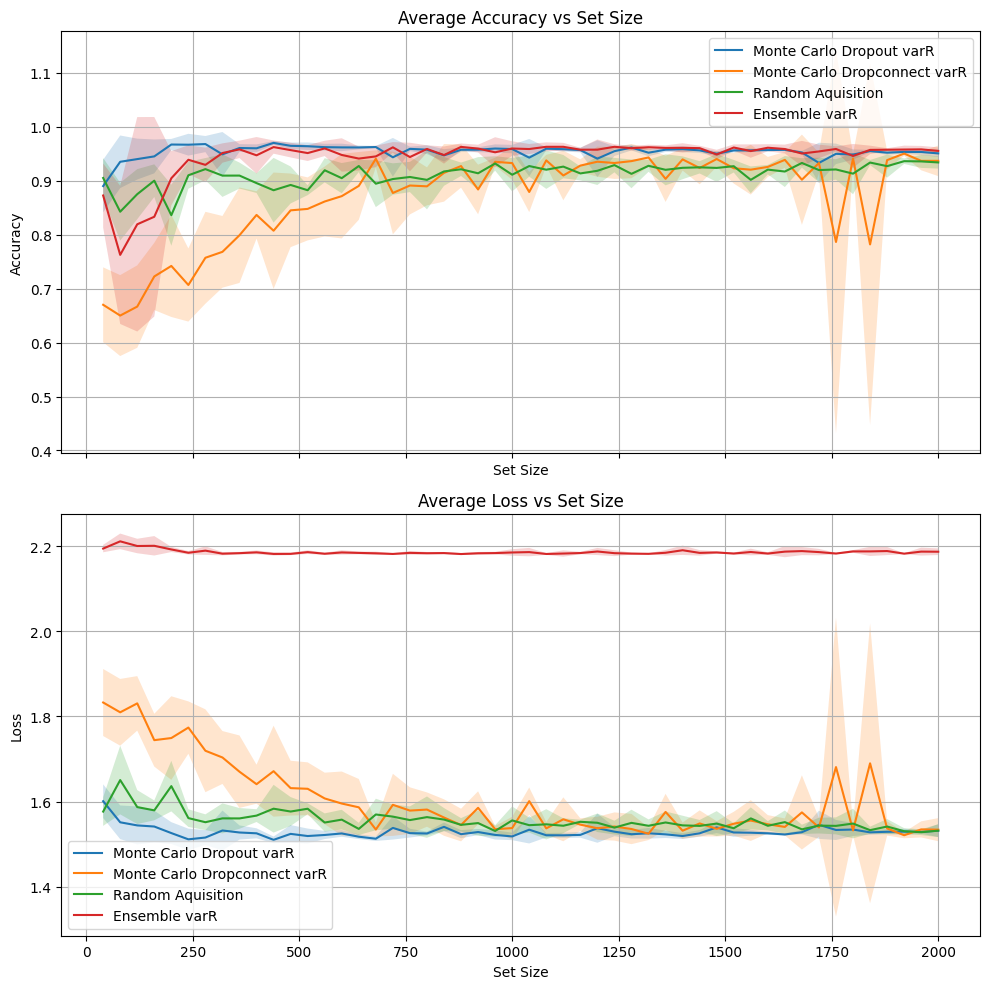 Average Accuracy vs Set Size
Monte Carlo Dropout varR
Monte Carlo Dropconnect varR
Random Aquisition
Ensemble varR
1.1
1.0
0.9
0.8
0.7
0.6
0.5
0.4
Accuracy
Set Size
Average Loss vs Set Size
2.2
2.0
1.8
1.6
1.4
Loss
Monte Carlo Dropout varR
Monte Carlo Dropconnect varR
Random Aquisition
Ensemble varR
0 250 500 750 1000 1250 1500 1750 2000
Set Size